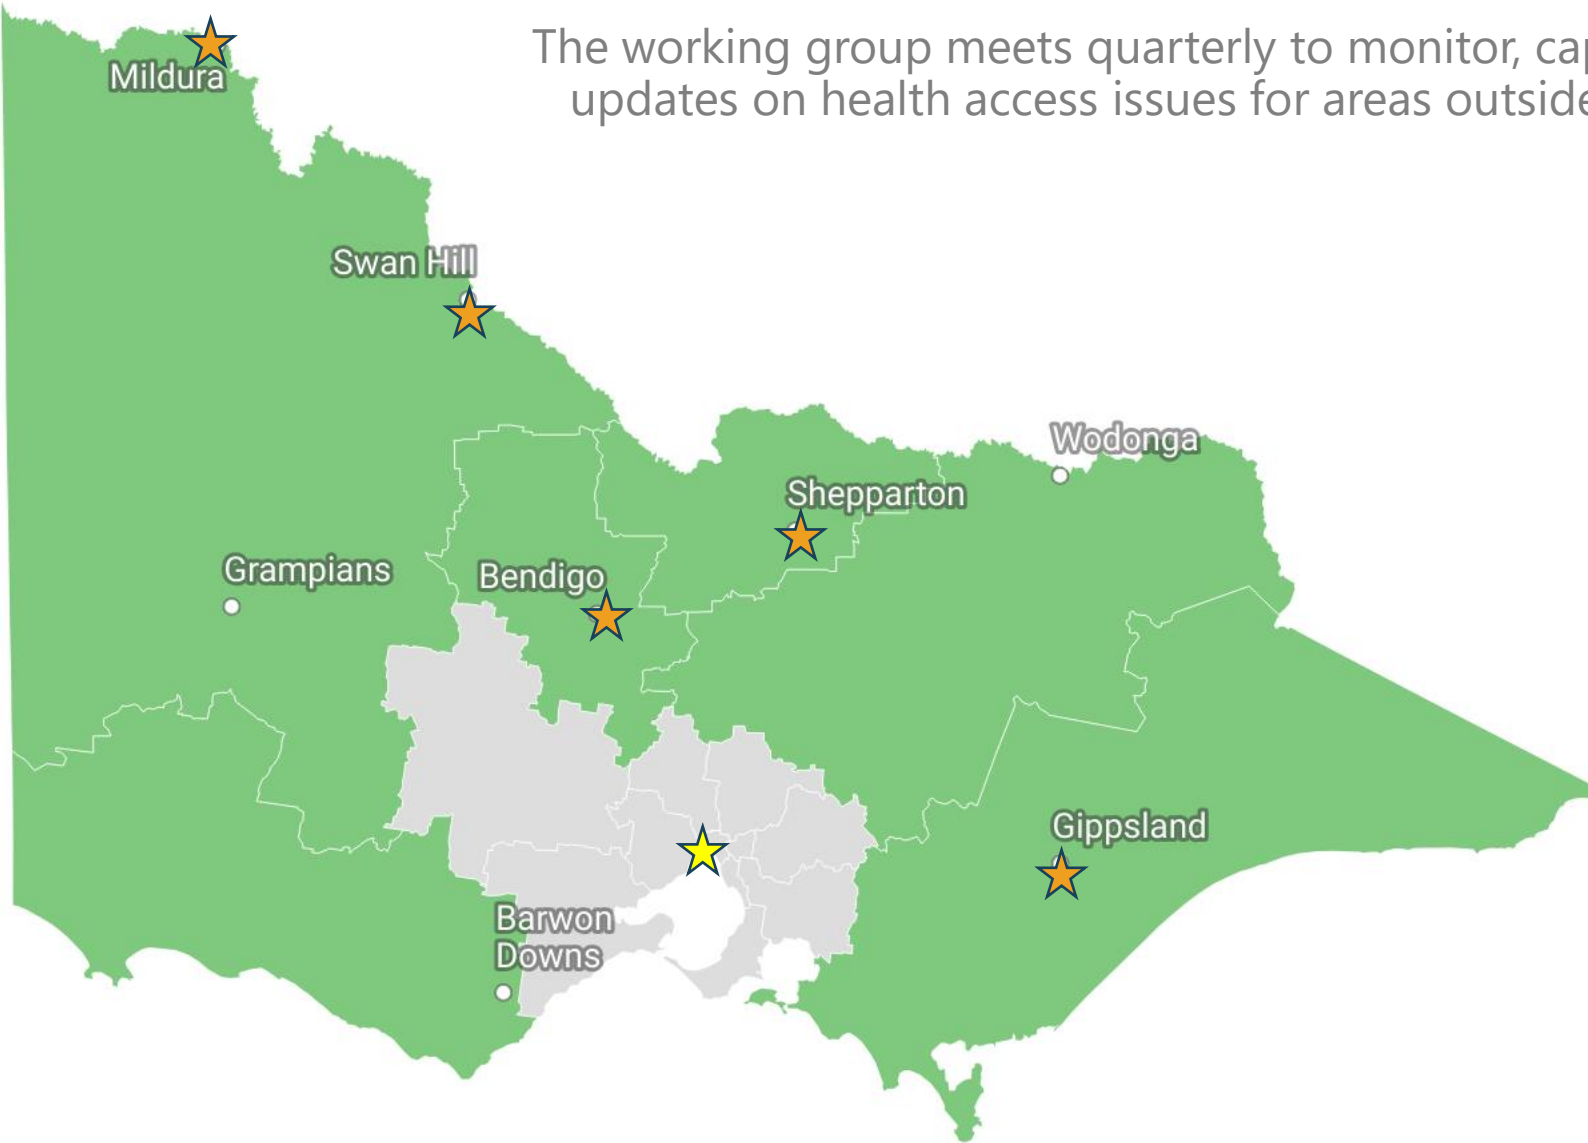 The working group meets quarterly to monitor,
updates on health access issues for areas
Mildura
Swan Hill
Wodonga
Shepparton
Grampians
Bendigo
Gippsland
Barwon
Downs